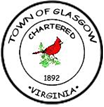 TOWN OF GLASGOW
CHARTERED
1892
VIRGINIA